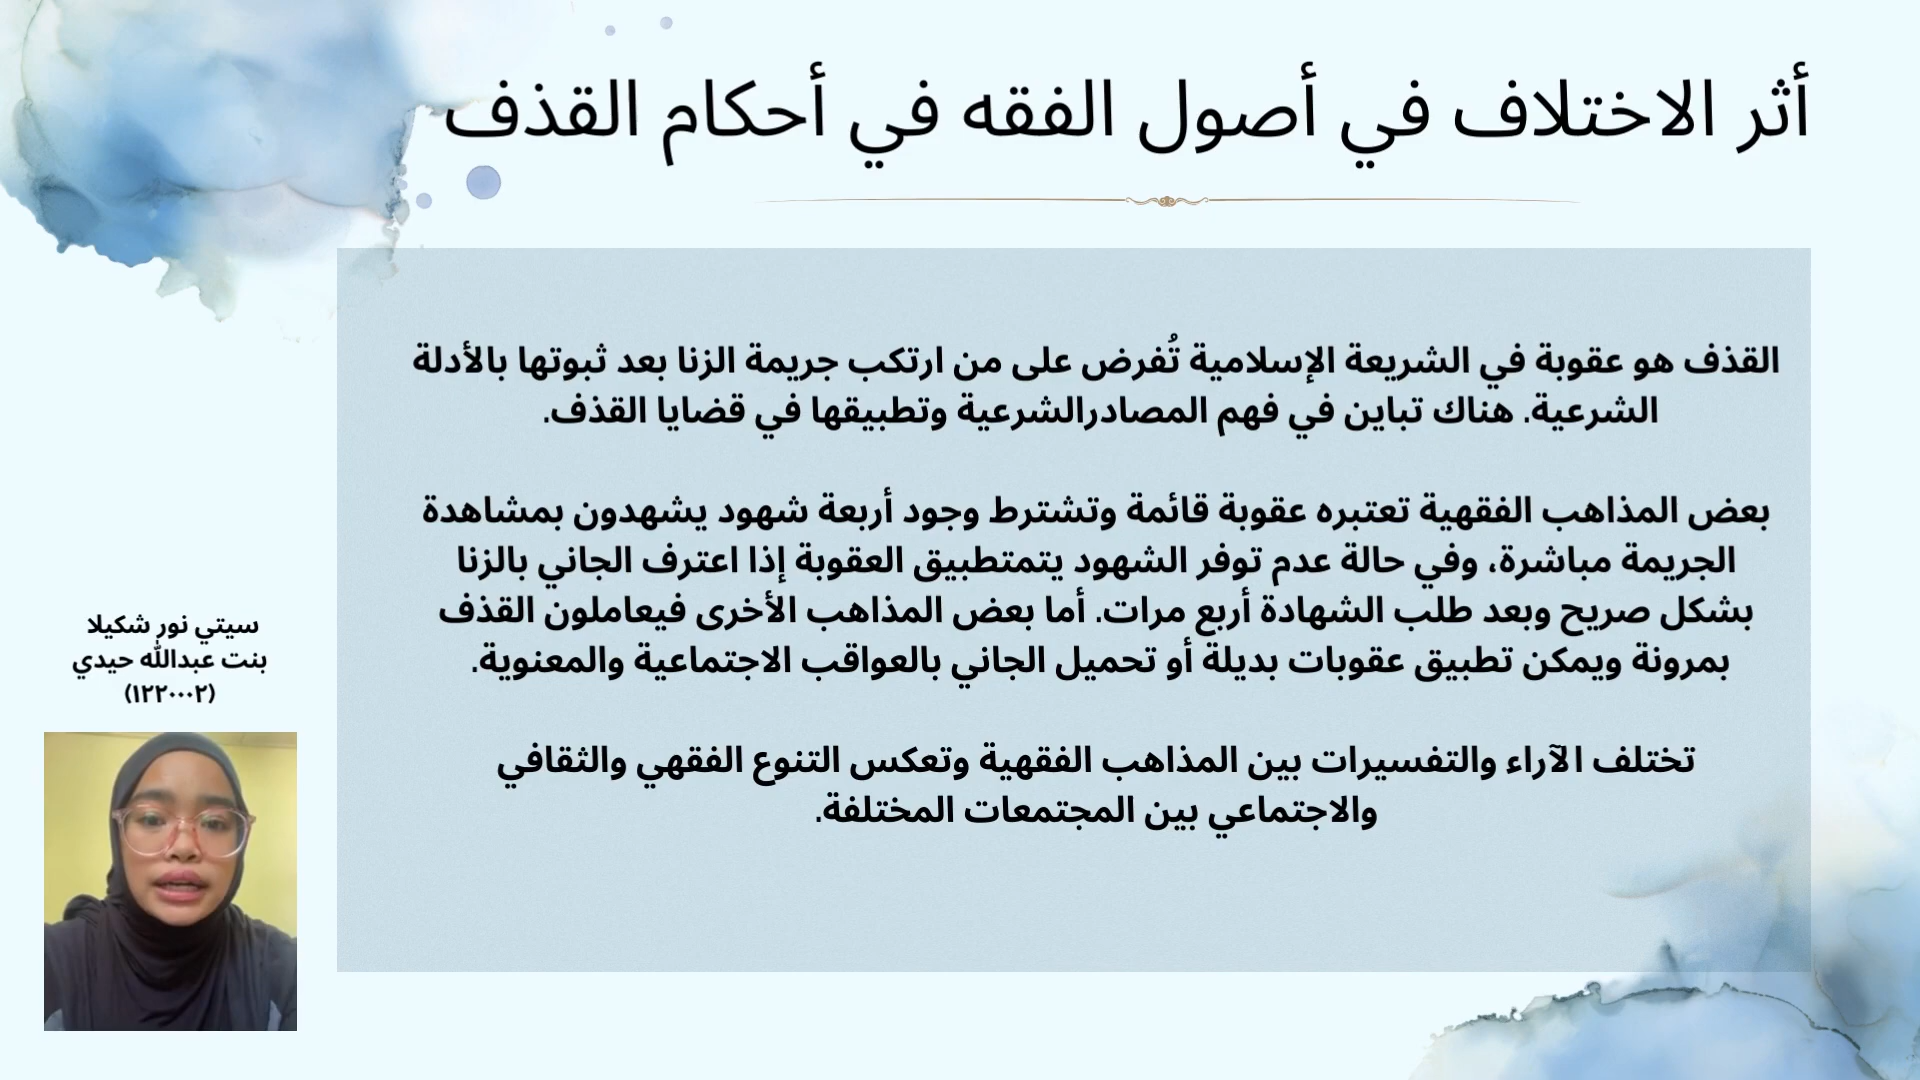 أثر الاختلاف في أصول الفقه في أحكام القذف
القذف هو عقوبة في الشريعة الإسلامية تُفرض على من ارتكب جريمة الزنا بعد ثبوتها بالأدلة
الشرعية. هناك تباين في فهم المصادرالشرعية وتطبيقها في قضايا القذف.
بعض المذاهب الفقهية تعتبره عقوبة قائمة وتشترط وجود أربعة شهود يشهدون بمشاهدة
الجريمة مباشرة، وفي حالة عدم توفر الشهود يتمتطبيق العقوبة إذا اعترف الجاني بالزنا
بشكل صريح وبعد طلب الشهادة أربع مرات. أما بعض المذاهب الأخرى فيعاملون القذف
بمرونة ويمكن تطبيق عقوبات بديلة أو تحميل الجاني بالعواقب الاجتماعية والمعنوية.
تختلف الآراء والتفسيرات بين المذاهب الفقهية وتعكس التنوع الفقهي والثقافي
والاجتماعي بين المجتمعات المختلفة.
سيتي نور شكيلا
بنت عبدالله حيدي
(١٢٢٠٠٠٢)